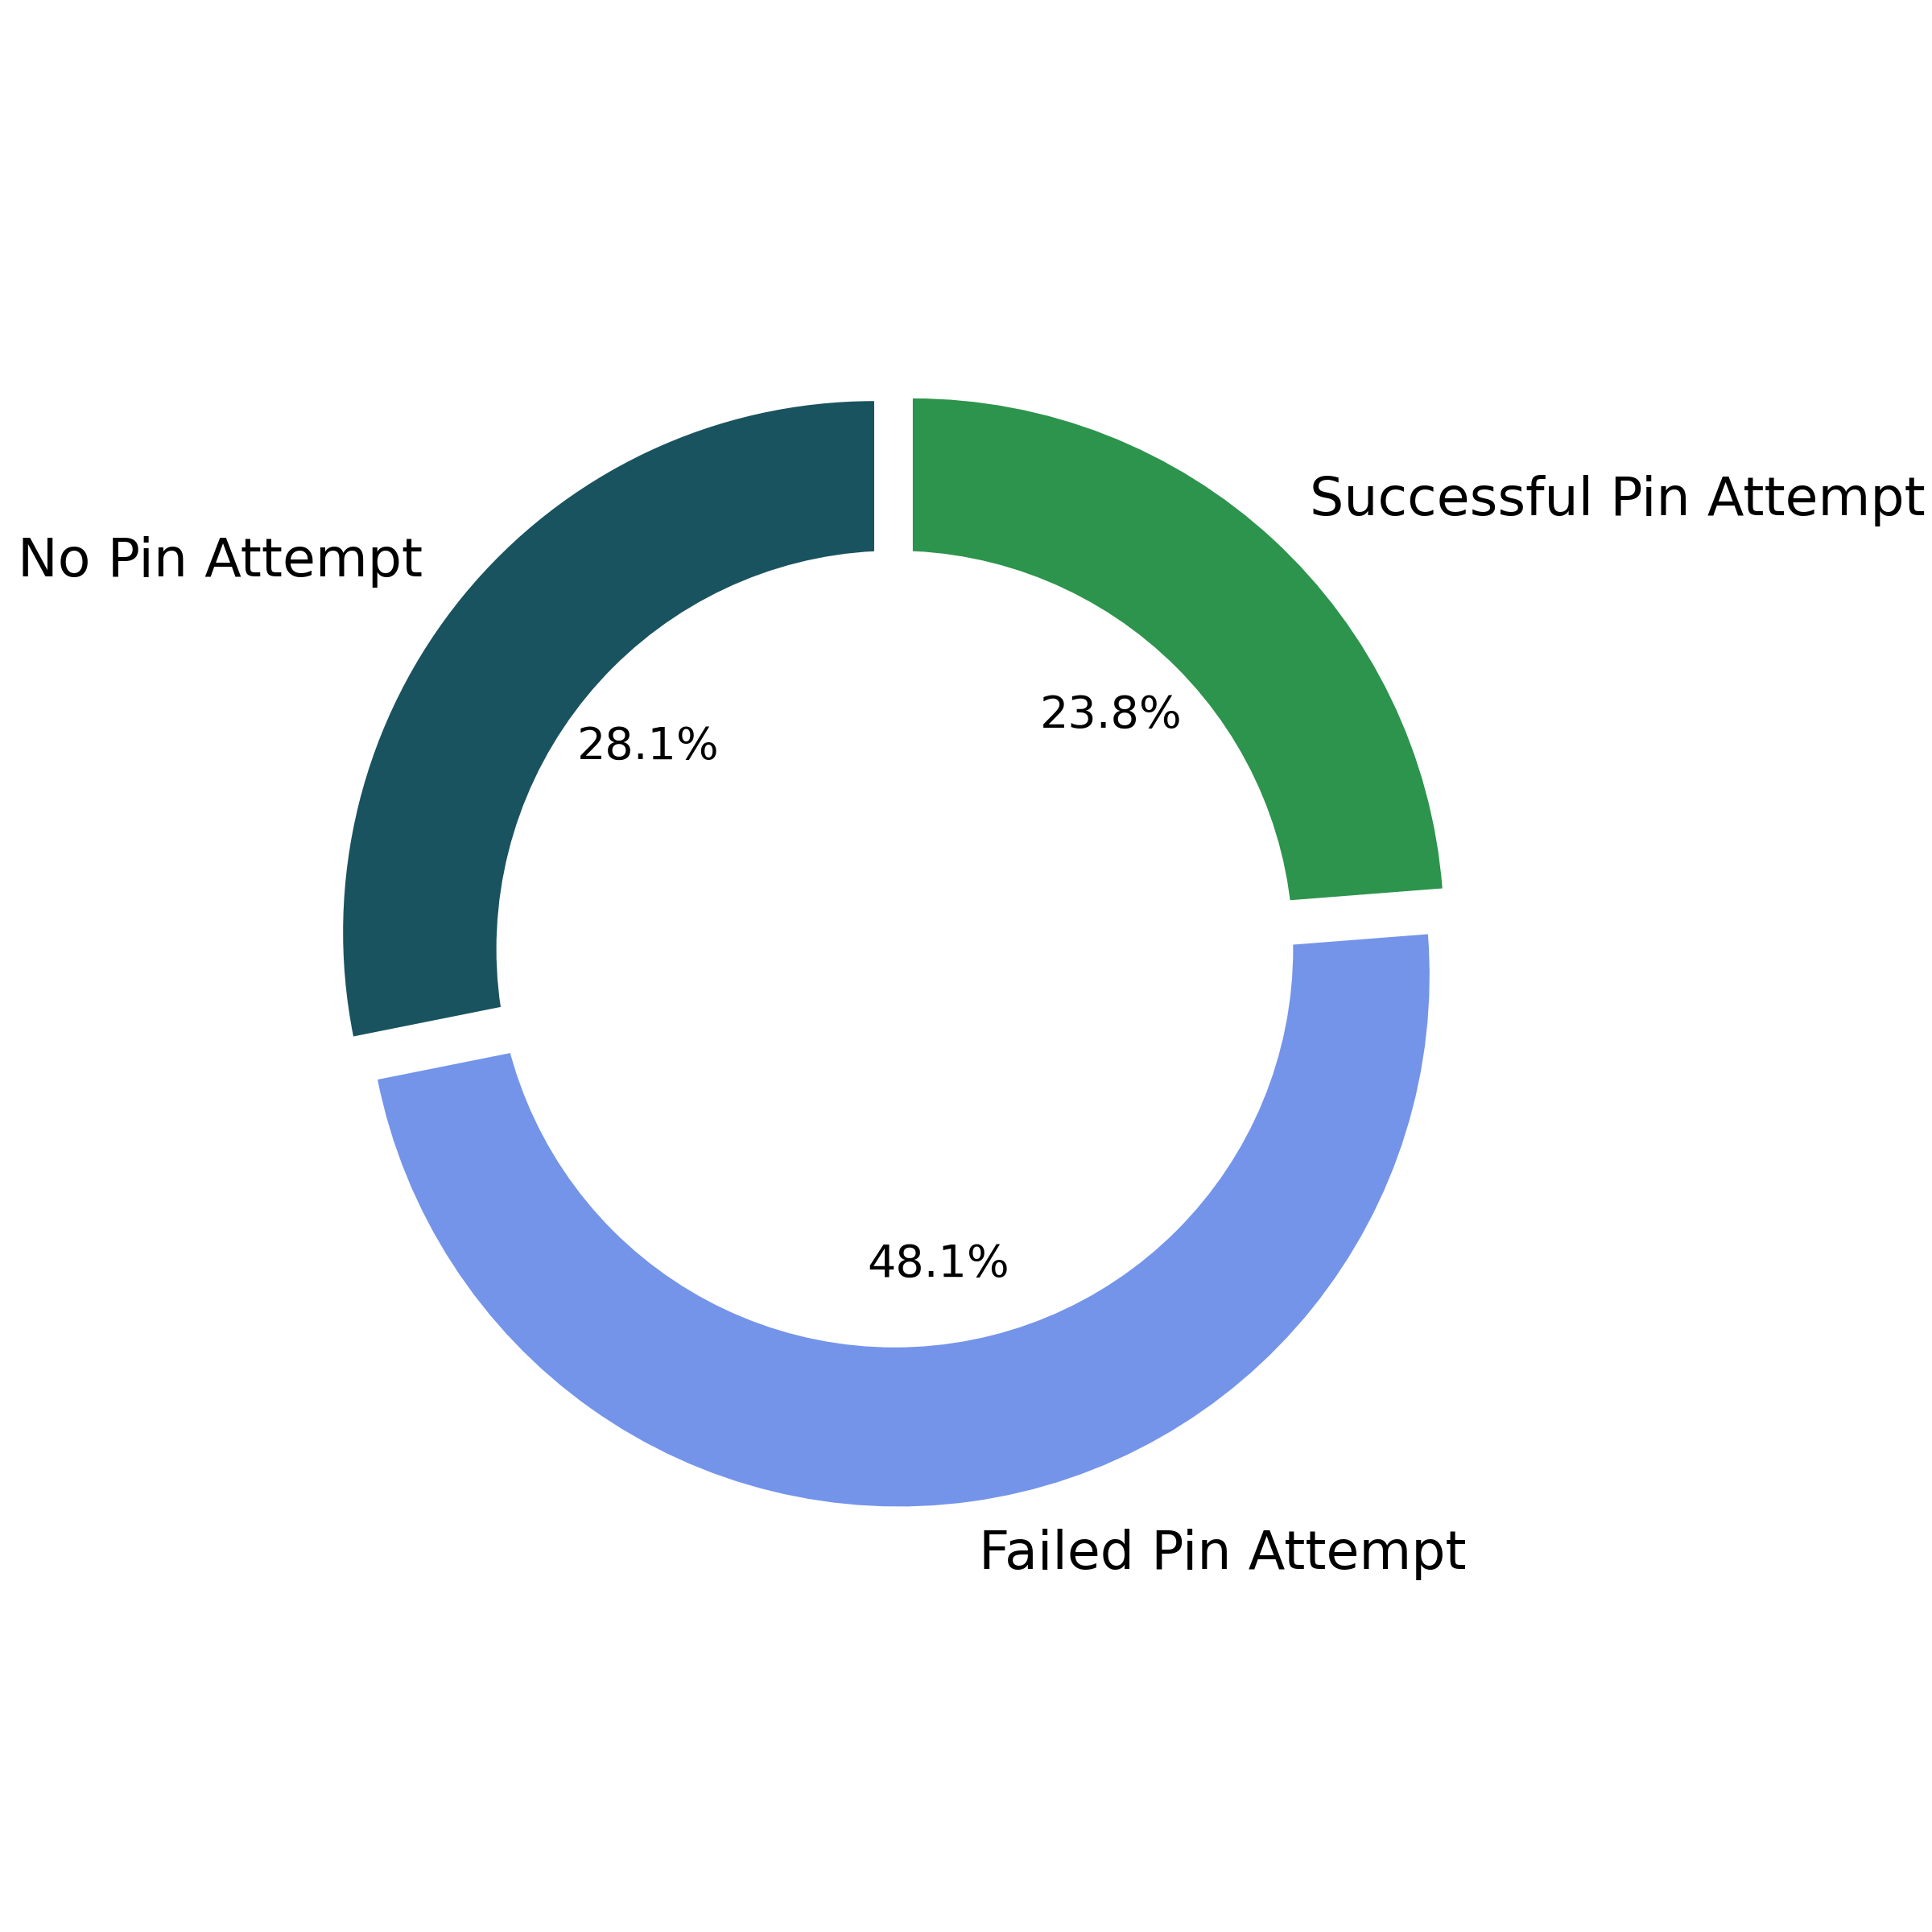 Successful Pin Attempt
No Pin Attempt
23.8%
28.1%
48.1%
Failed Pin Attempt